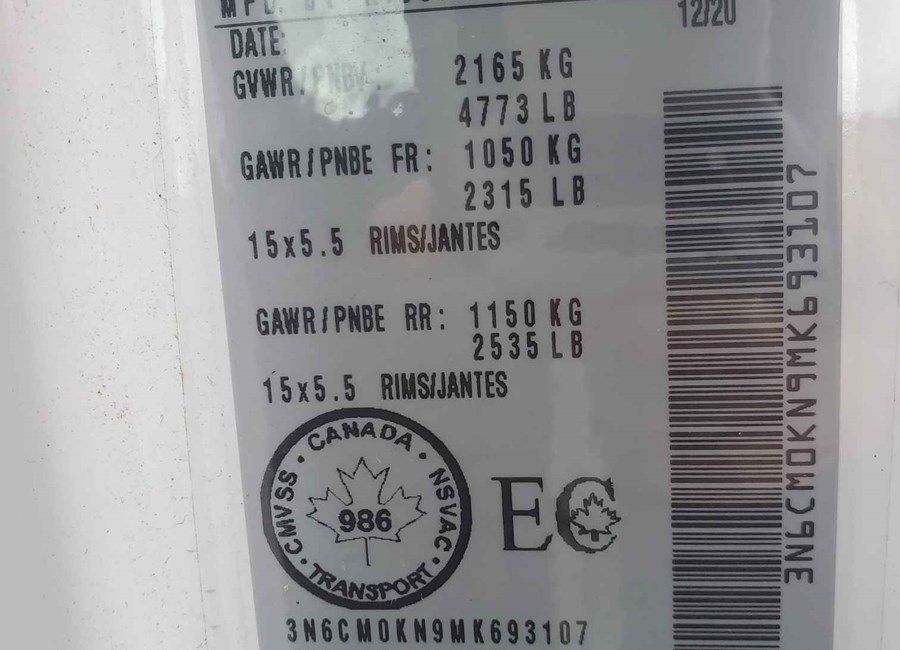 12/20
DATE:
GVWR/PNBV: 2165 KG
4773 LB
GAWR/PNBE FR: 1050 KG
2315 LB
15x5.5 RIMS/JANTES
GAWR/PNBE RR: 1150 KG
2535 LB
15x5.5 RIMS/JANTES
CANADA
CMVSS
NSVAC
986
TRANSPORT
EC
3N6CM0KN9MK693107
3N6CM0KN9MK693107